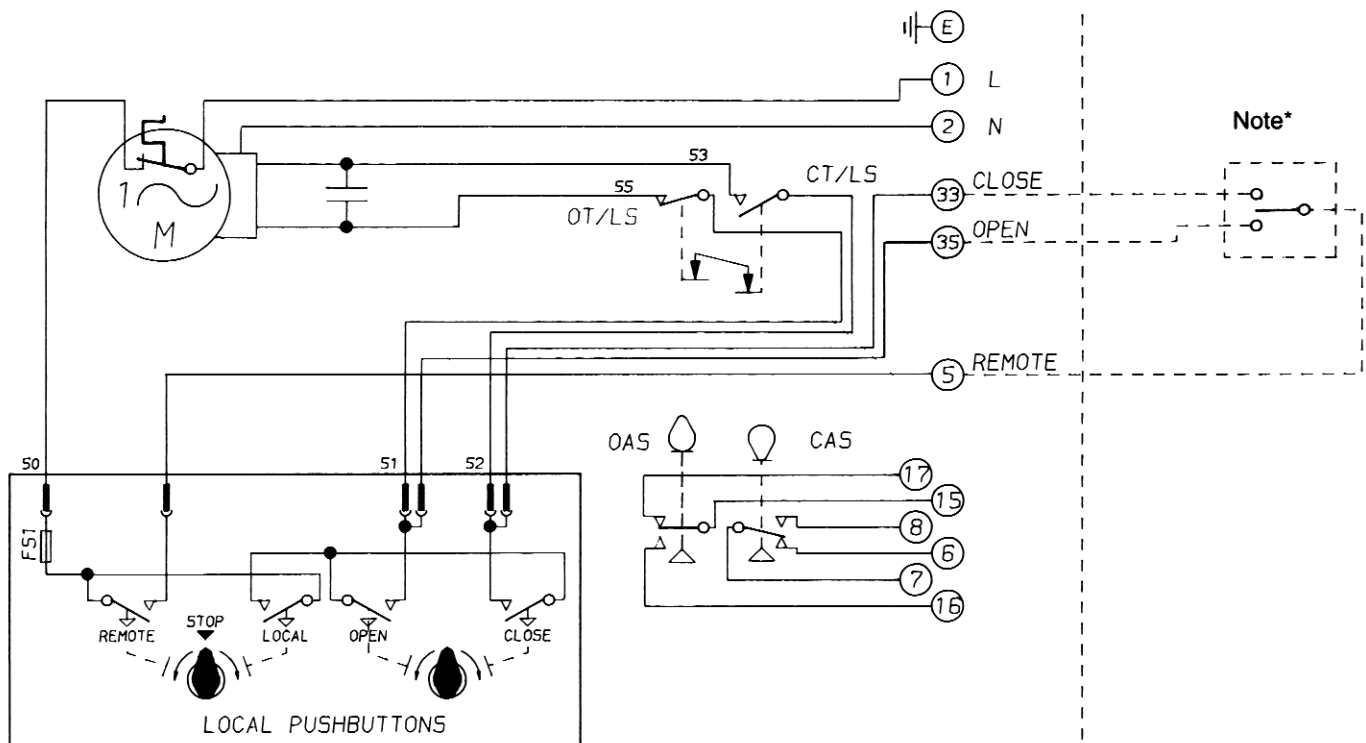 E
1 L
2 N
Note*
53
CT/LS
33 CLOSE
55
OT/LS
35 OPEN
1
M
5 REMOTE
OAS
CAS
50
51
52
17
15
8
6
7
16
FS1
REMOTE
STOP
LOCAL
OPEN
CLOSE
LOCAL PUSHBUTTONS